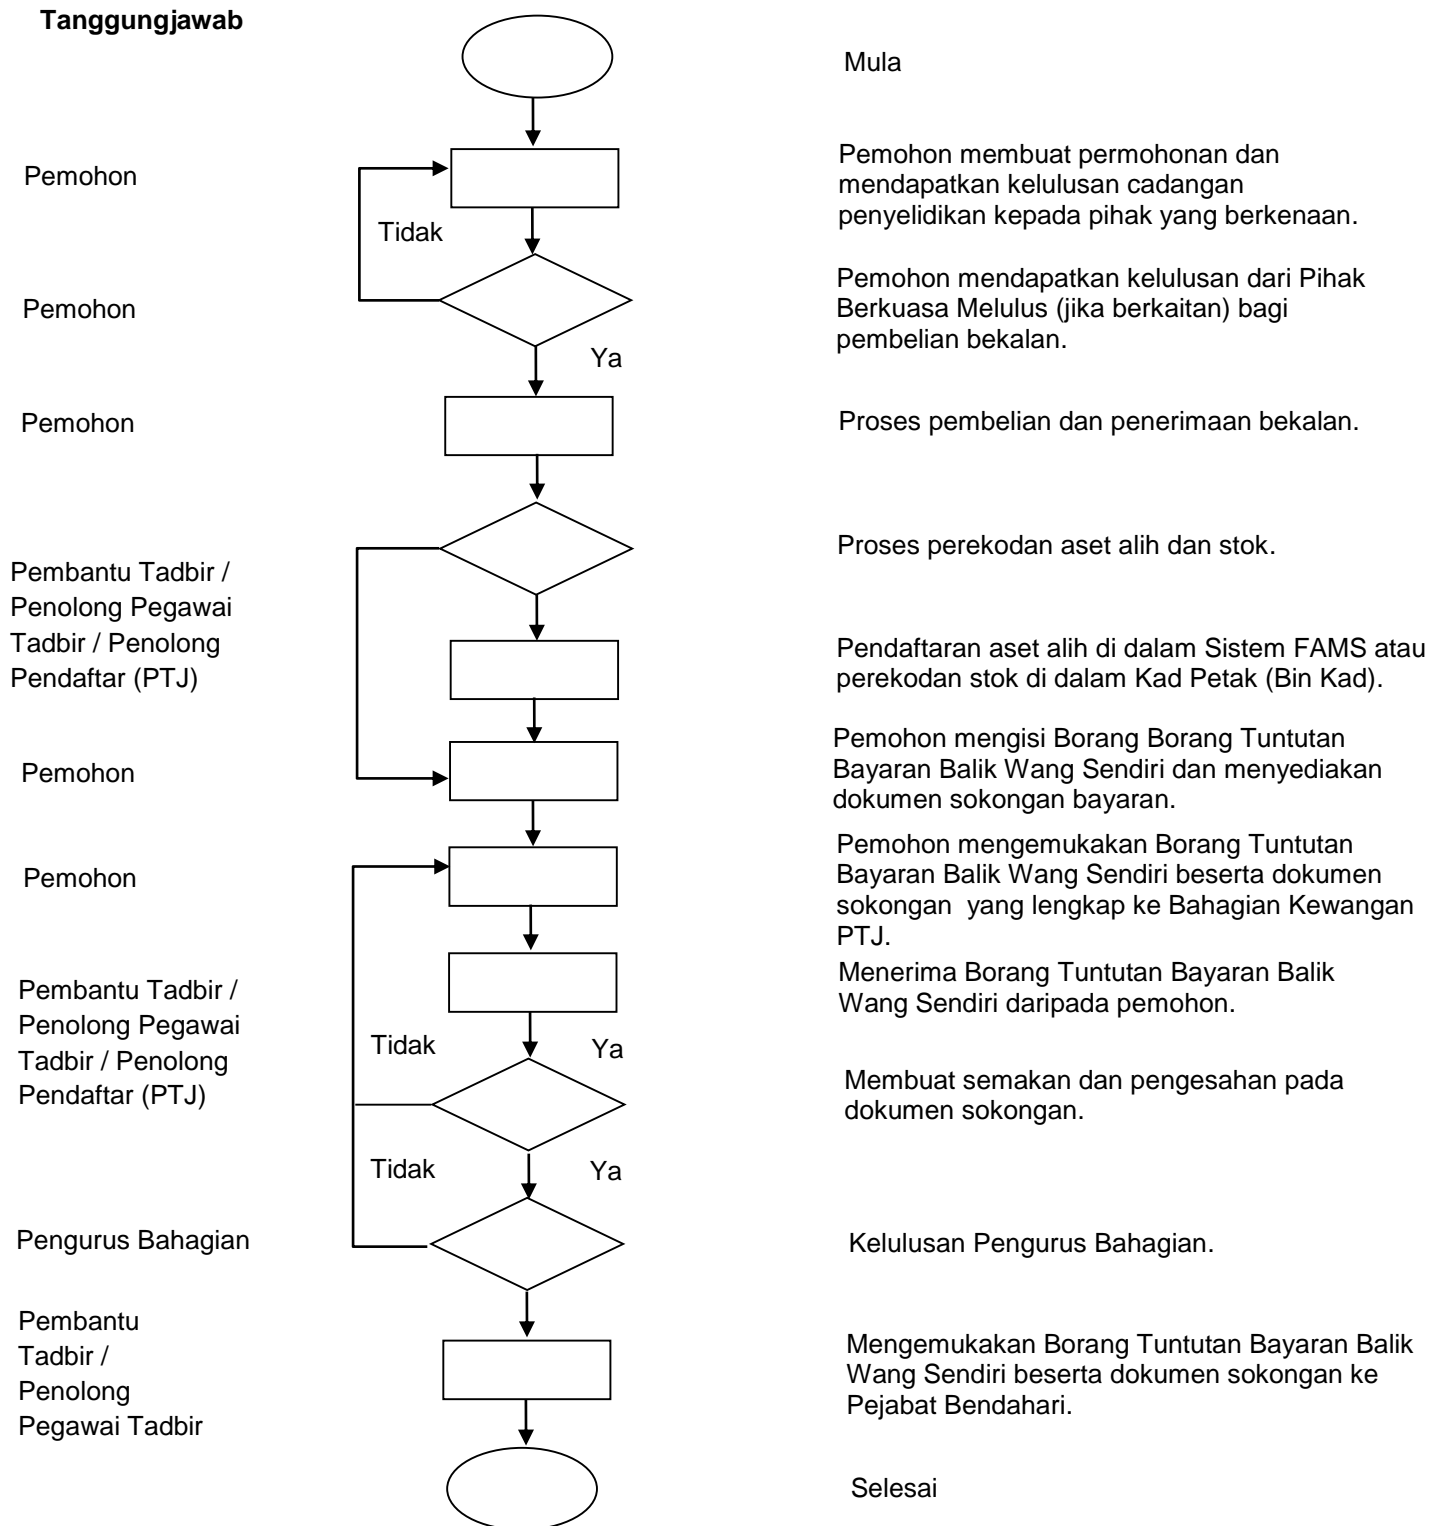 Tanggungjawab
Mula
Pemohon
Pemohon membuat permohonan dan
mendapatkan kelulusan cadangan
penyelidikan kepada pihak yang berkenaan.
Tidak
Pemohon
Pemohon mendapatkan kelulusan dari Pihak
Berkuasa Melulus (jika berkaitan) bagi
pembelian bekalan.
Ya
Pemohon
Proses pembelian dan penerimaan bekalan.
Proses perekodan aset alih dan stok.
Pembantu Tadbir /
Penolong Pegawai
Tadbir / Penolong
Pendaftar (PTJ)
Pendaftaran aset alih di dalam Sistem FAMS atau
perekodan stok di dalam Kad Petak (Bin Kad).
Pemohon
Pemohon mengisi Borang Borang Tuntutan
Bayaran Balik Wang Sendiri dan menyediakan
dokumen sokongan bayaran.
Pemohon
Pemohon mengemukakan Borang Tuntutan
Bayaran Balik Wang Sendiri beserta dokumen
sokongan  yang lengkap ke Bahagian Kewangan
PTJ.
Pembantu Tadbir /
Penolong Pegawai
Tadbir / Penolong
Pendaftar (PTJ)
Menerima Borang Tuntutan Bayaran Balik
Wang Sendiri daripada pemohon.
Tidak
Ya
Membuat semakan dan pengesahan pada
dokumen sokongan.
Tidak
Ya
Pengurus Bahagian
Kelulusan Pengurus Bahagian.
Pembantu
Tadbir /
Penolong
Pegawai Tadbir
Mengemukakan Borang Tuntutan Bayaran Balik
Wang Sendiri beserta dokumen sokongan ke
Pejabat Bendahari.
Selesai